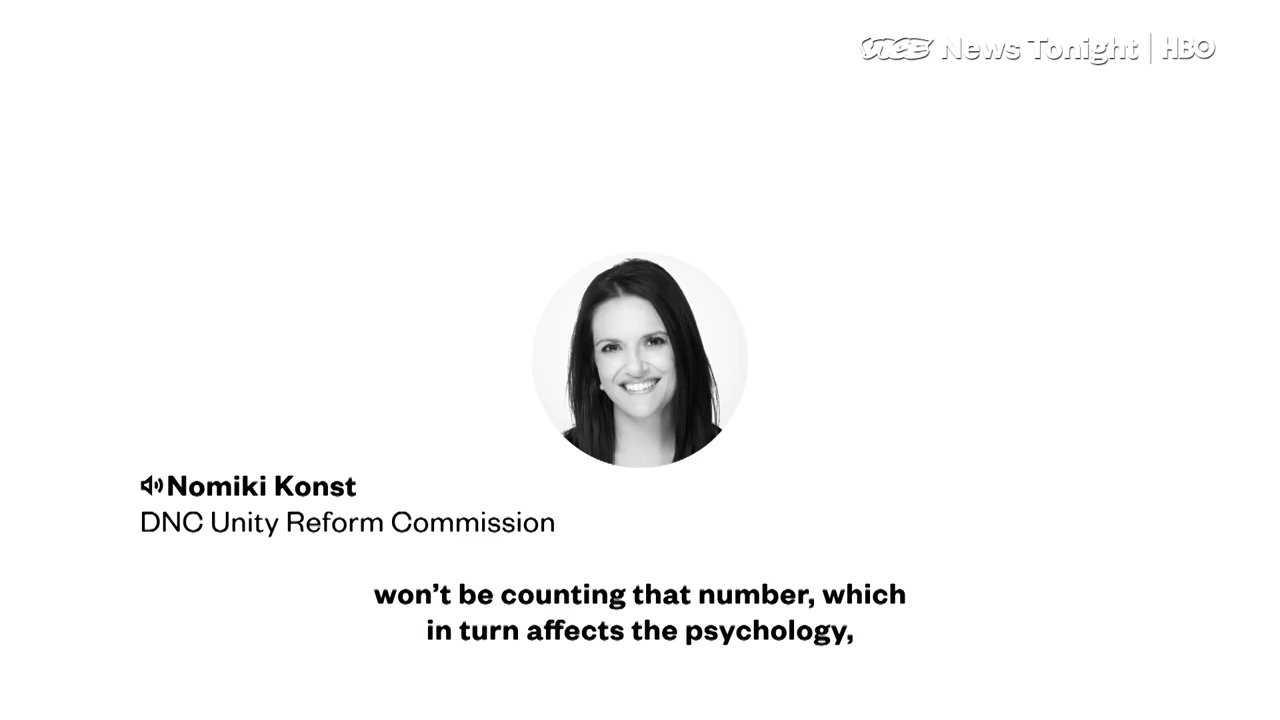 VICE News Tonight | HBO
Nomiki Konst
DNC Unity Reform Commission
won't be counting that number, which
in turn affects the psychology,